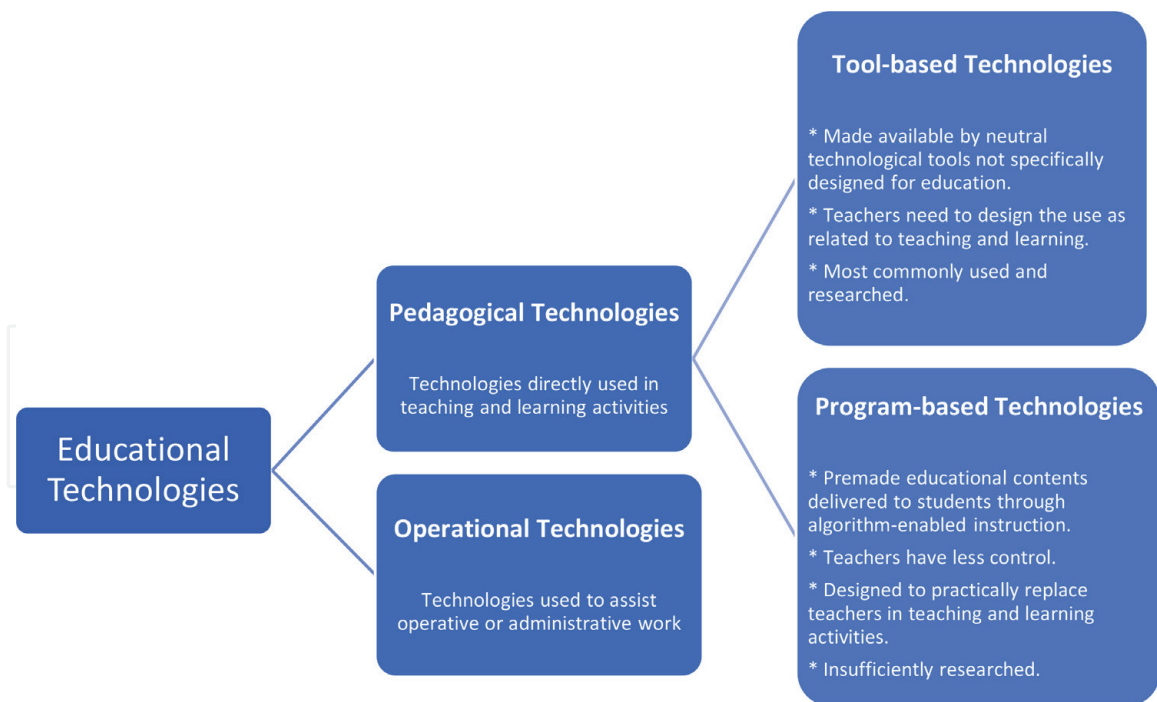 Educational
Technologies
Pedagogical Technologies
Technologies directly used in
teaching and learning activities
Operational Technologies
Technologies used to assist
operative or administrative work
Tool-based Technologies
* Made available by neutral
technological tools not specifically
designed for education.
* Teachers need to design the use as
related to teaching and learning.
* Most commonly used and
researched.
Program-based Technologies
* Premade educational contents
delivered to students through
algorithm-enabled instruction.
* Teachers have less control.
* Designed to practically replace
teachers in teaching and learning
activities.
* Insufficiently researched.